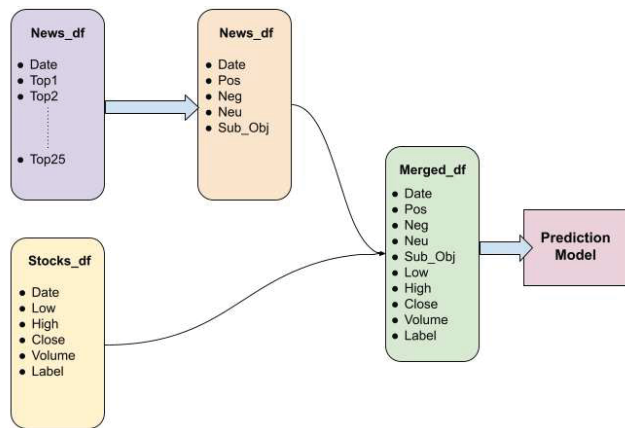 News_df
Date
Top1
Top2
Top25
News_df
Date
Pos
Neg
Neu
Sub_Obj
Stocks_df
Date
Low
High
Close
Volume
Label
Merged_df
Date
Pos
Neg
Neu
Sub_Obj
Low
High
Close
Volume
Label
Prediction
Model